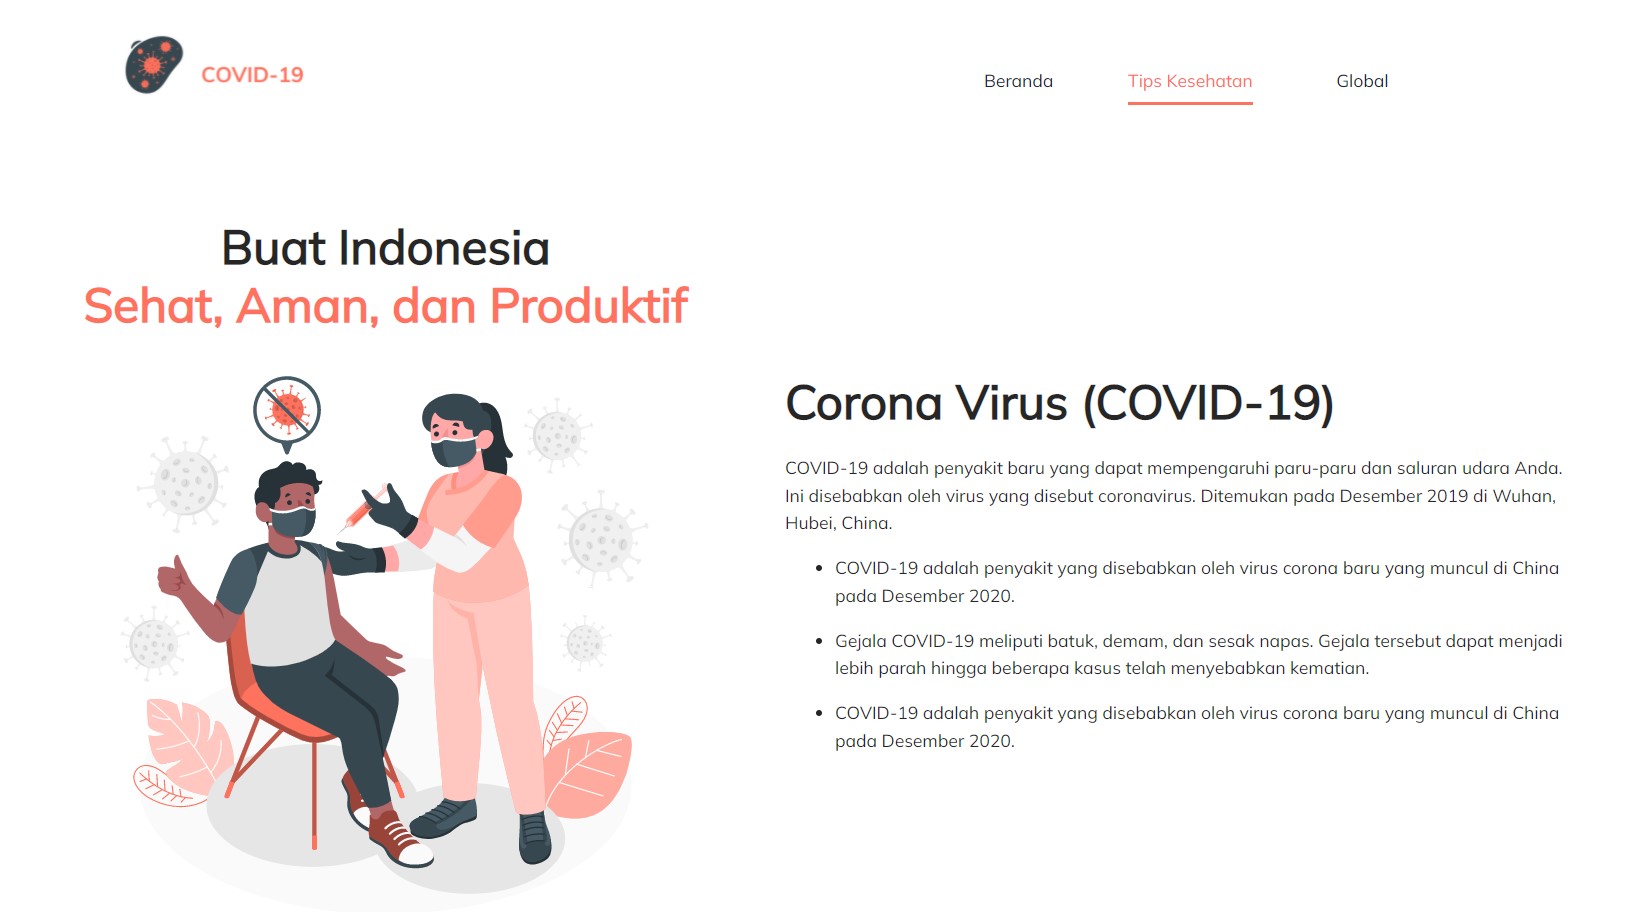 COVID-19
Beranda
Tips Kesehatan
Global
Buat Indonesia
Sehat, Aman, dan Produktif
Corona Virus (COVID-19)
COVID-19 adalah penyakit baru yang dapat mempengaruhi paru-paru dan saluran udara Anda.
Ini disebabkan oleh virus yang disebut coronavirus. Ditemukan pada Desember 2019 di Wuhan,
Hubei, China.
• COVID-19 adalah penyakit yang disebabkan oleh virus corona baru yang muncul di China
pada Desember 2020.
• Gejala COVID-19 meliputi batuk, demam, dan sesak napas. Gejala tersebut dapat menjadi
lebih parah hingga beberapa kasus telah menyebabkan kematian.
• COVID-19 adalah penyakit yang disebabkan oleh virus corona baru yang muncul di China
pada Desember 2020.